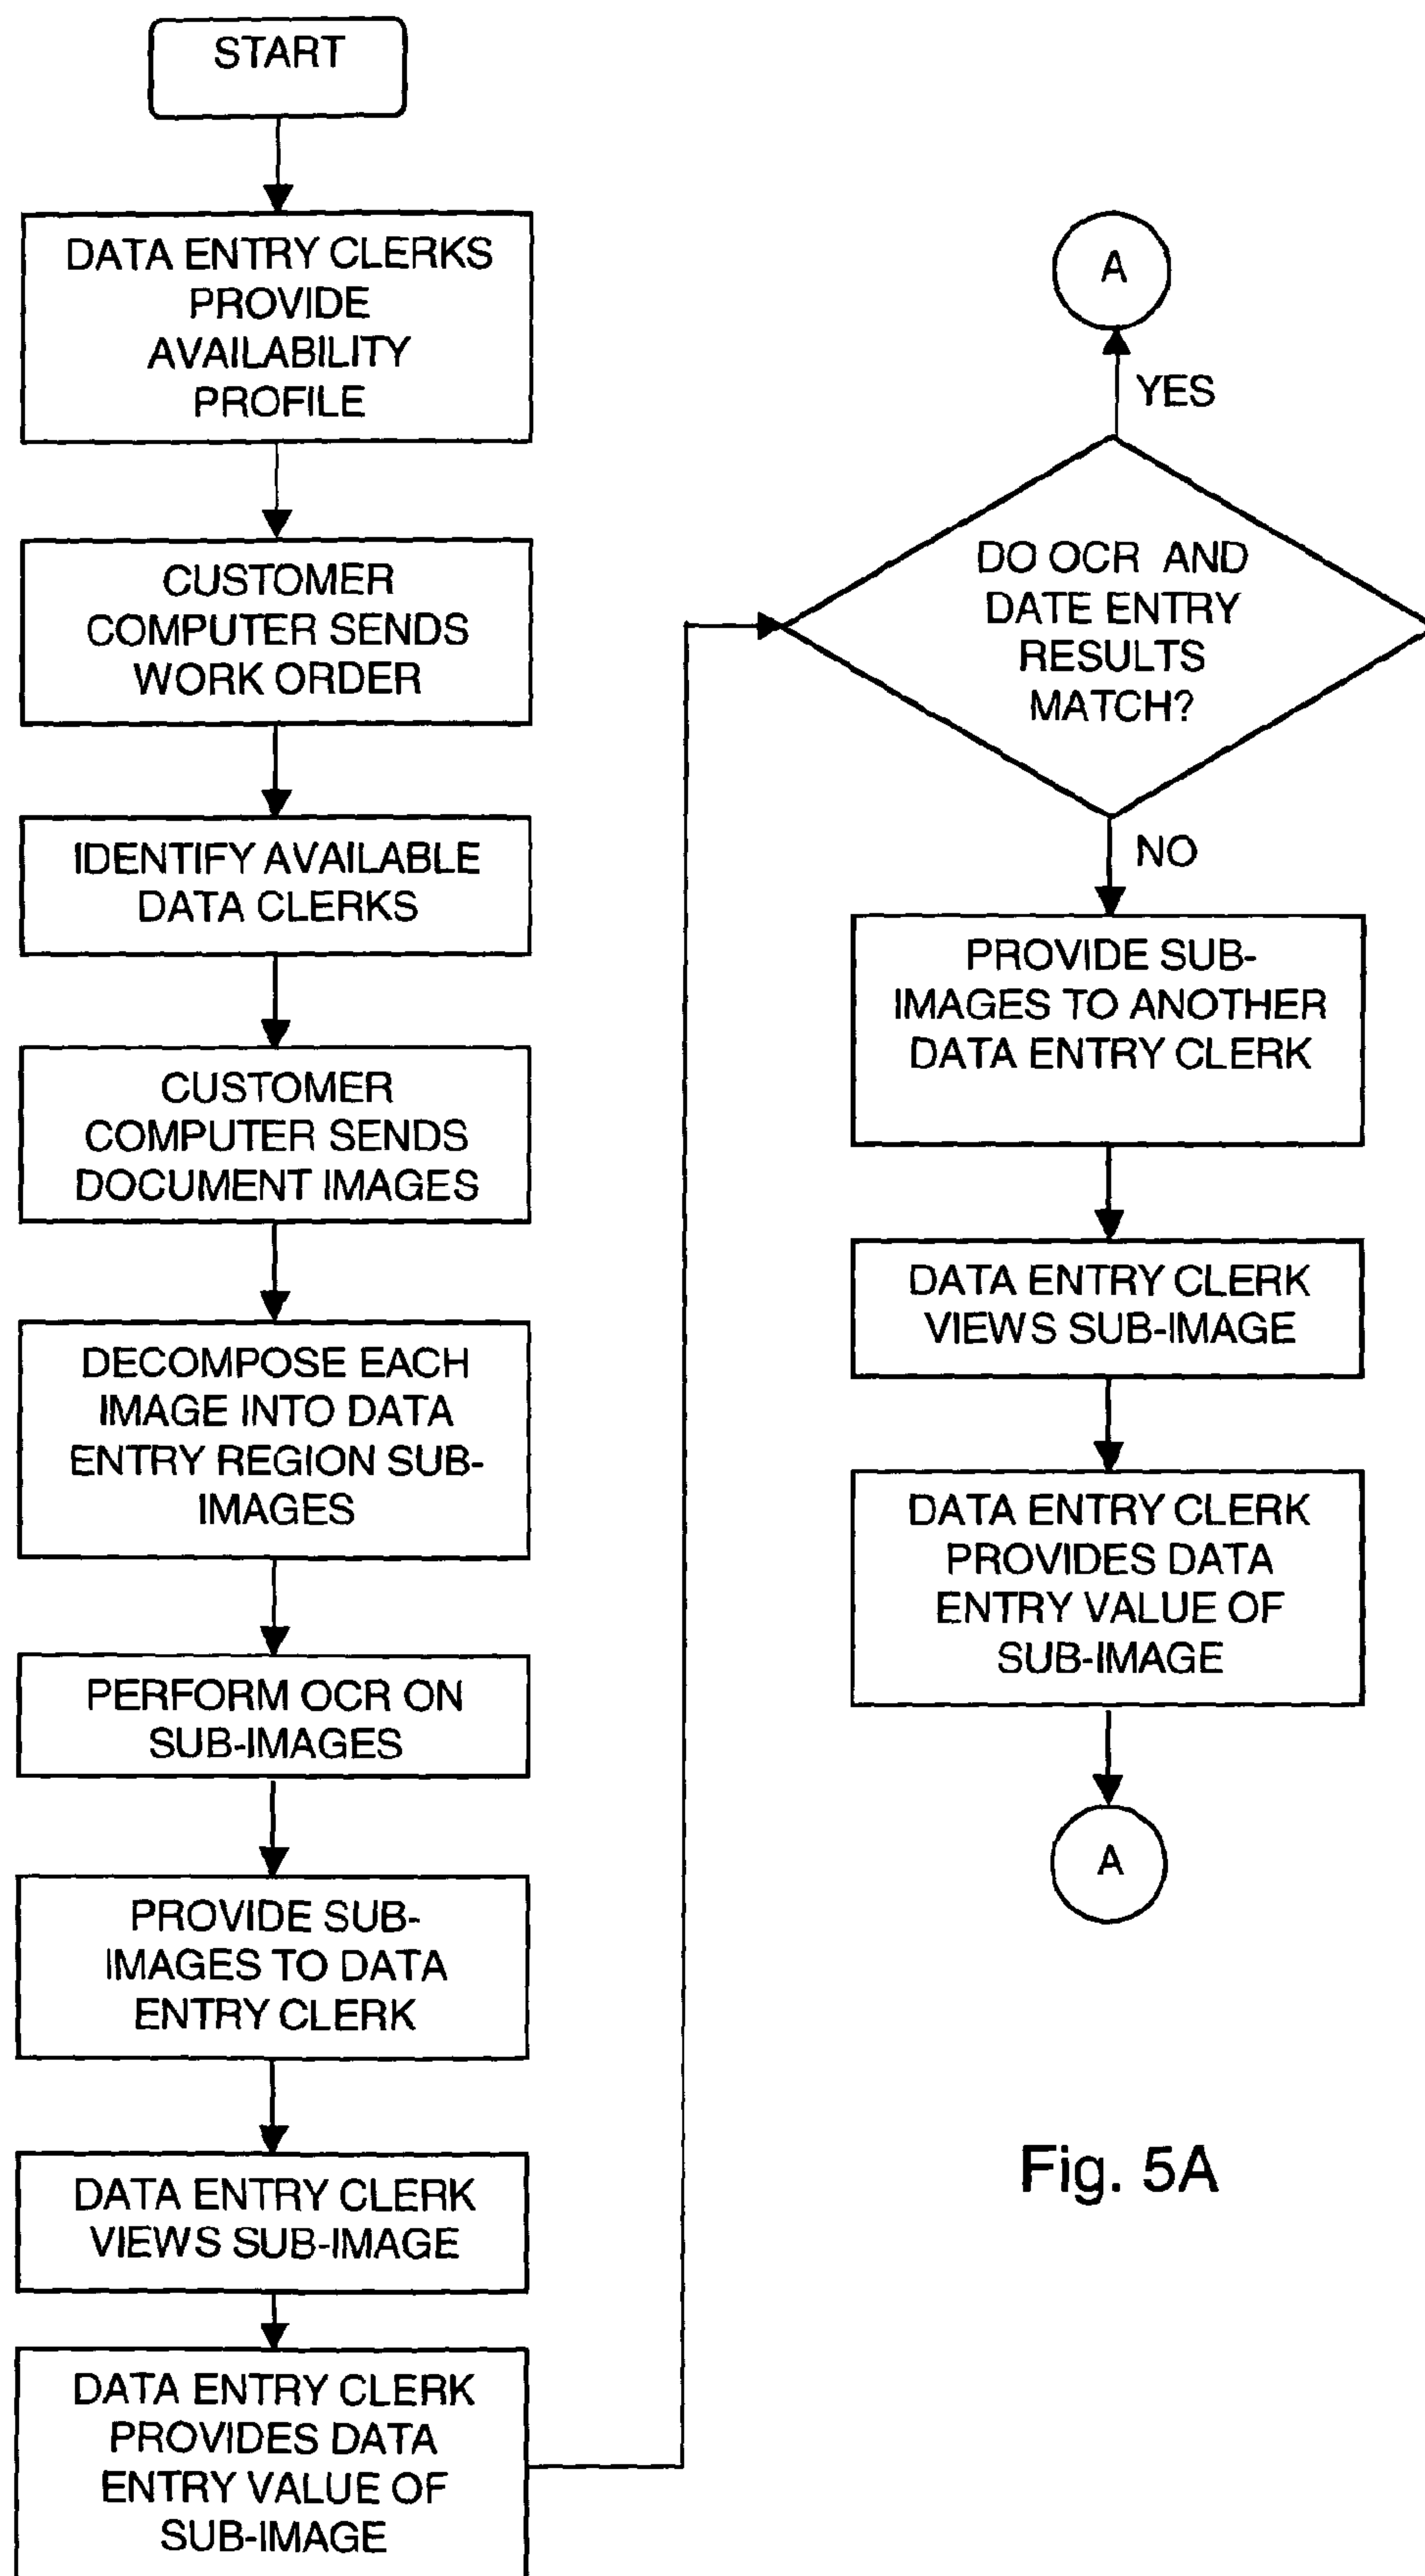 START
DATA ENTRY CLERKS
PROVIDE
AVAILABILITY
PROFILE
CUSTOMER
COMPUTER SENDS
WORK ORDER
IDENTIFY AVAILABLE
DATA CLERKS
CUSTOMER
COMPUTER SENDS
DOCUMENT IMAGES
DECOMPOSE EACH
IMAGE INTO DATA
ENTRY REGION SUB-
IMAGES
PERFORM OCR ON
SUB-IMAGES
PROVIDE SUB-
IMAGES TO DATA
ENTRY CLERK
DATA ENTRY CLERK
VIEWS SUB-IMAGE
DATA ENTRY CLERK
PROVIDES DATA
ENTRY VALUE OF
SUB-IMAGE
A
YES
DO OCR AND
DATE ENTRY
RESULTS
MATCH?
NO
PROVIDE SUB-
IMAGES TO ANOTHER
DATA ENTRY CLERK
DATA ENTRY CLERK
VIEWS SUB-IMAGE
DATA ENTRY CLERK
PROVIDES DATA
ENTRY VALUE OF
SUB-IMAGE
A
Fig. 5A